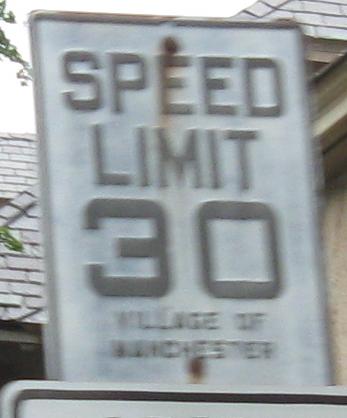 SPEED
LIMIT
30
VILLAGE OF
MANCHESTER